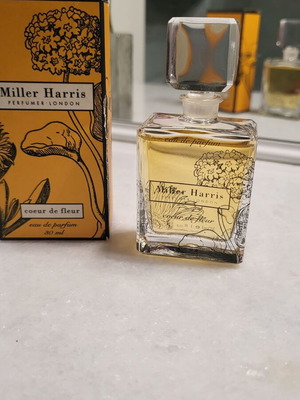 Miller Harris
PERFUMER · LONDON
coeur de fleur
eau de parfum
50 ml
eau de parfum
Miller Harris
coeur de fleur